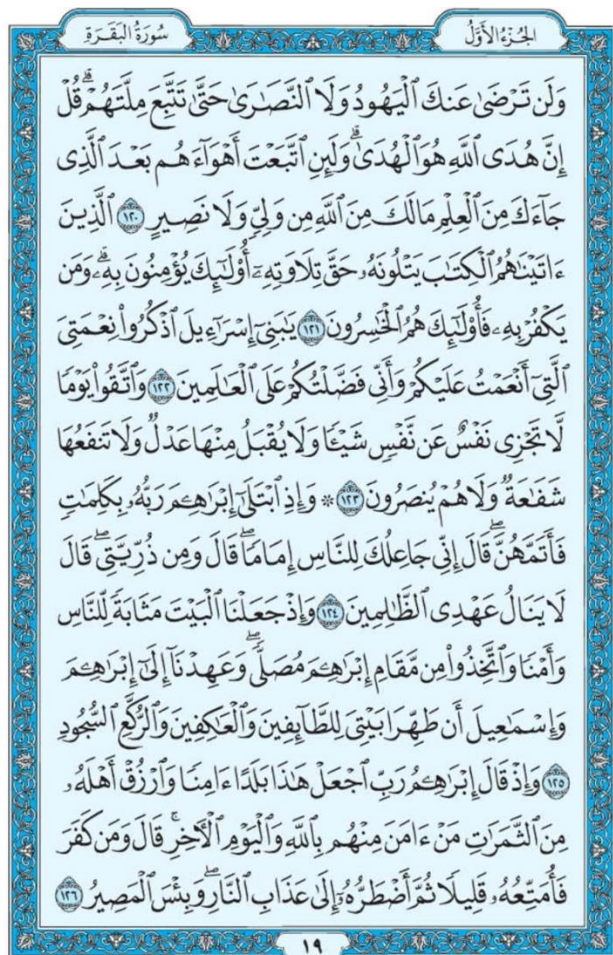 الجُزْءُ الأَوَّلُ
سُورَةُ البَقَرَةِ
وَلَن تَرْضَىٰ عَنكَ ٱلْيَهُودُ وَلَا ٱلنَّصَٰرَىٰ حَتَّىٰ تَتَّبِعَ مِلَّتَهُمْۗ قُلْ
إِنَّ هُدَى ٱللَّهِ هُوَ ٱلْهُدَىٰۗ وَلَئِنِ ٱتَّبَعْتَ أَهْوَآءَهُم بَعْدَ ٱلَّذِى
جَآءَكَ مِنَ ٱلْعِلْمِ مَا لَكَ مِنَ ٱللَّهِ مِن وَلِىٍّ وَلَا نَصِيرٍ ١٢٠ ٱلَّذِينَ
ءَاتَيْنَٰهُمُ ٱلْكِتَٰبَ يَتْلُونَهُۥ حَقَّ تِلَاوَتِهِۦٓ أُو۟لَٰٓئِكَ يُؤْمِنُونَ بِهِۦۗ وَمَن
يَكْفُرْ بِهِۦ فَأُو۟لَٰٓئِكَ هُمُ ٱلْخَٰسِرُونَ ١٢١ يَٰبَنِىٓ إِسْرَٰٓءِيلَ ٱذْكُرُوا۟ نِعْمَتِىَ
ٱلَّتِىٓ أَنْعَمْتُ عَلَيْكُمْ وَأَنِّى فَضَّلْتُكُمْ عَلَى ٱلْعَٰلَمِينَ ١٢٢ وَٱتَّقُوا۟ يَوْمًا
لَّا تَجْزِى نَفْسٌ عَن نَّفْسٍ شَيْـًٔا وَلَا يُقْبَلُ مِنْهَا عَدْلٌ وَلَا تَنفَعُهَا
شَفَٰعَةٌ وَلَا هُمْ يُنصَرُونَ ١٢٣ ۞ وَإِذِ ٱبْتَلَىٰٓ إِبْرَٰهِـۧمَ رَبُّهُۥ بِكَلِمَٰتٍ
فَأَتَمَّهُنَّۖ قَالَ إِنِّى جَاعِلُكَ لِلنَّاسِ إِمَامًاۖ قَالَ وَمِن ذُرِّيَّتِىۖ قَالَ
لَا يَنَالُ عَهْدِى ٱلظَّٰلِمِينَ ١٢٤ وَإِذْ جَعَلْنَا ٱلْبَيْتَ مَثَابَةً لِّلنَّاسِ
وَأَمْنًا وَٱتَّخِذُوا۟ مِن مَّقَامِ إِبْرَٰهِـۧمَ مُصَلًّىۖ وَعَهِدْنَآ إِلَىٰٓ إِبْرَٰهِـۧمَ
وَإِسْمَٰعِيلَ أَن طَهِّرَا بَيْتِىَ لِلطَّآئِفِينَ وَٱلْعَٰكِفِينَ وَٱلرُّكَّعِ ٱلسُّجُودِ
١٢٥ وَإِذْ قَالَ إِبْرَٰهِـۧمُ رَبِّ ٱجْعَلْ هَٰذَا بَلَدًا ءَامِنًا وَٱرْزُقْ أَهْلَهُۥ
مِنَ ٱلثَّمَرَٰتِ مَنْ ءَامَنَ مِنْهُم بِٱللَّهِ وَٱلْيَوْمِ ٱلْـَٔاخِرِۚ قَالَ وَمَن كَفَرَ
فَأُمَتِّعُهُۥ قَلِيلًا ثُمَّ أَضْطَرُّهُۥٓ إِلَىٰ عَذَابِ ٱلنَّارِۖ وَبِئْسَ ٱلْمَصِيرُ ١٢٦
١٩